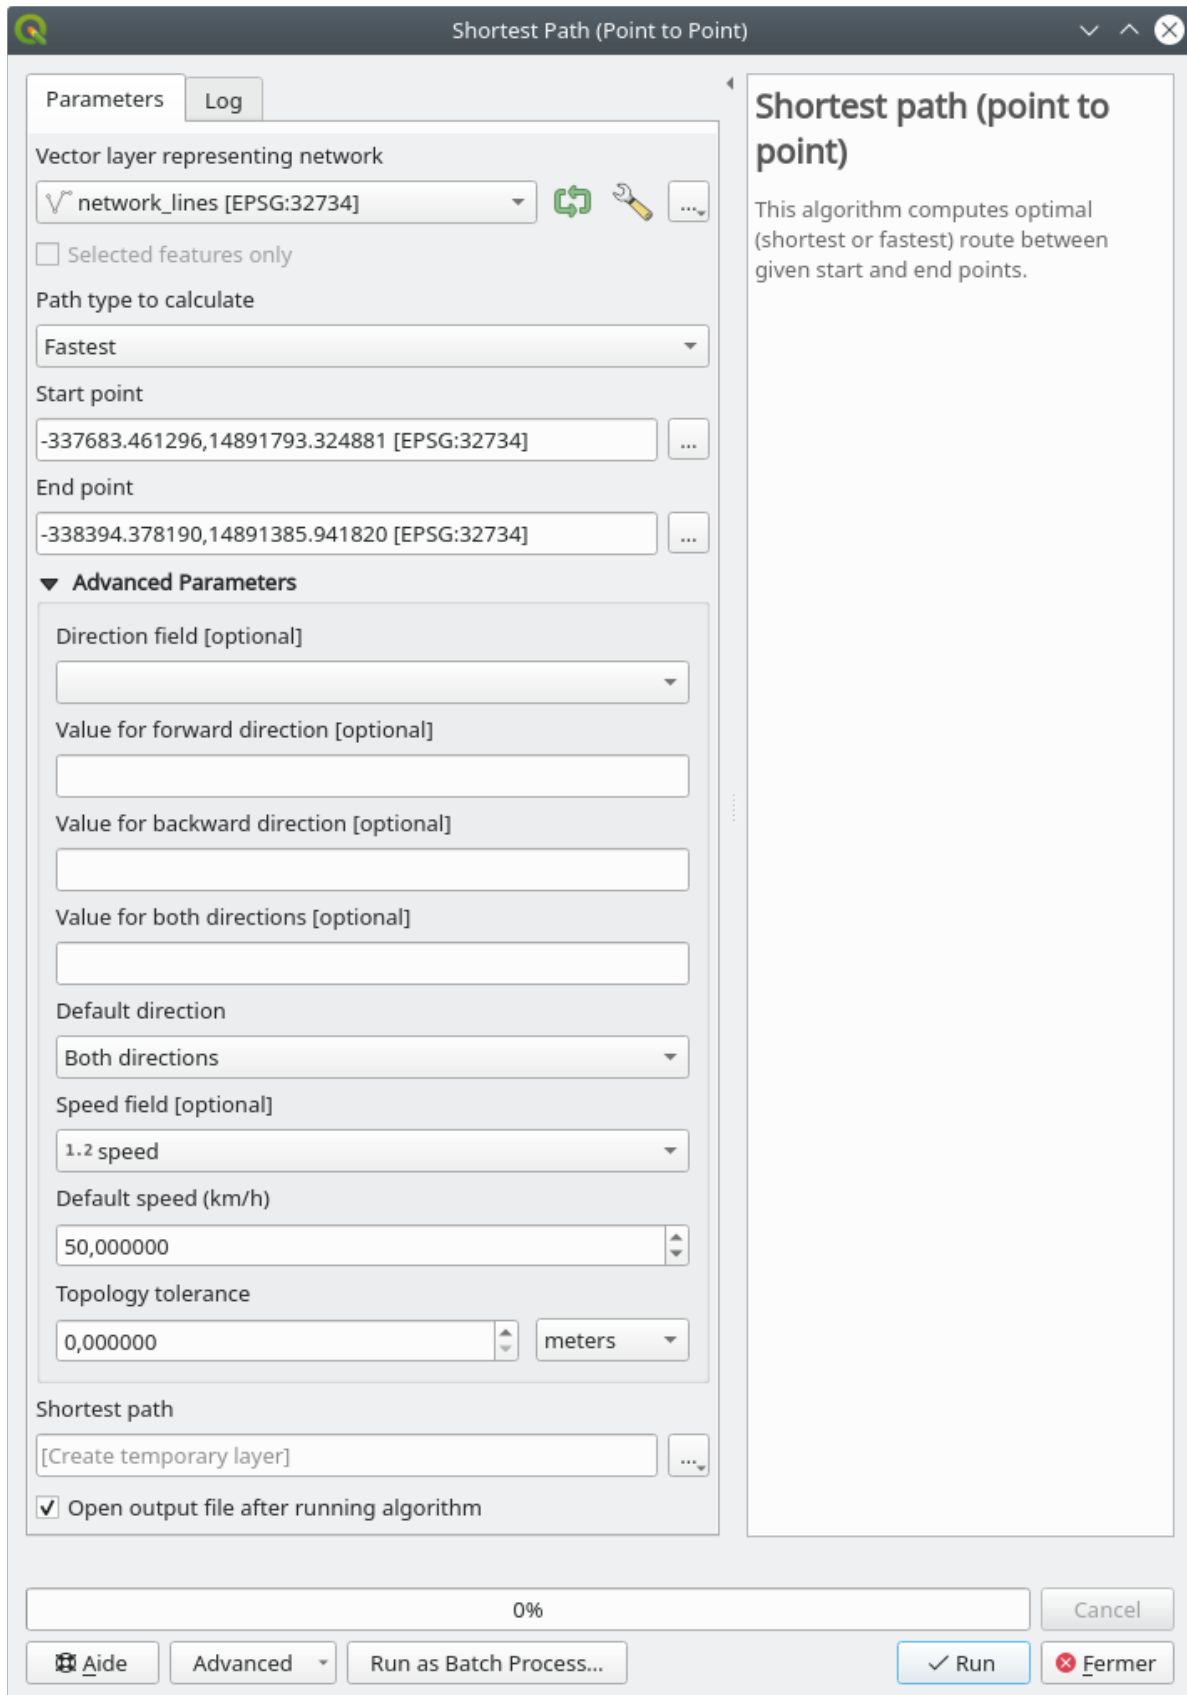 Shortest Path (Point to Point)
Parameters
Log
Vector layer representing network
network_lines [EPSG:32734]
...
Selected features only
Path type to calculate
Fastest
Start point
-337683.461296,14891793.324881 [EPSG:32734]
...
End point
-338394.378190,14891385.941820 [EPSG:32734]
...
Advanced Parameters
Direction field [optional]
Value for forward direction [optional]
Value for backward direction [optional]
Value for both directions [optional]
Default direction
Both directions
Speed field [optional]
1.2 speed
Default speed (km/h)
50,000000
Topology tolerance
0,000000
meters
Shortest path
[Create temporary layer]
...
Open output file after running algorithm
Shortest path (point to
point)
This algorithm computes optimal
(shortest or fastest) route between
given start and end points.
0%
Cancel
Aide
Advanced
Run as Batch Process...
Run
Fermer